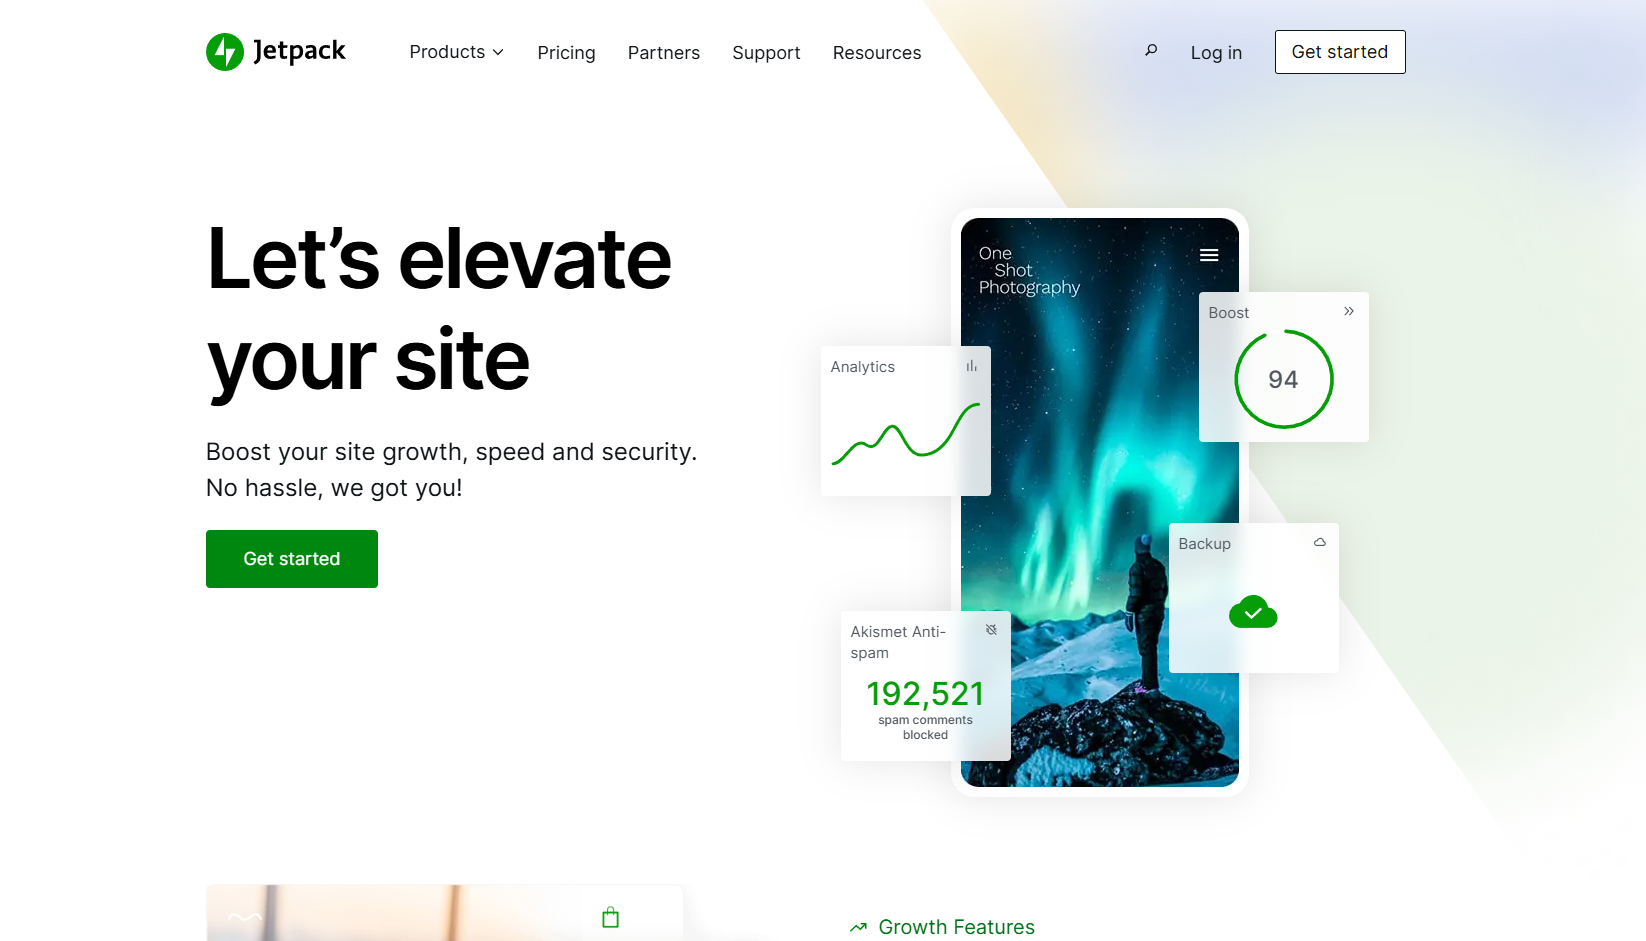 Jetpack
Products
Pricing
Partners
Support
Resources
Log in
Get started
Let’s elevate
your site
Boost your site growth, speed and security.
No hassle, we got you!
Get started
One
Shot
Photography
Boost
94
Analytics
Backup
Akismet Anti-
spam
192,521
spam comments
blocked
Growth Features